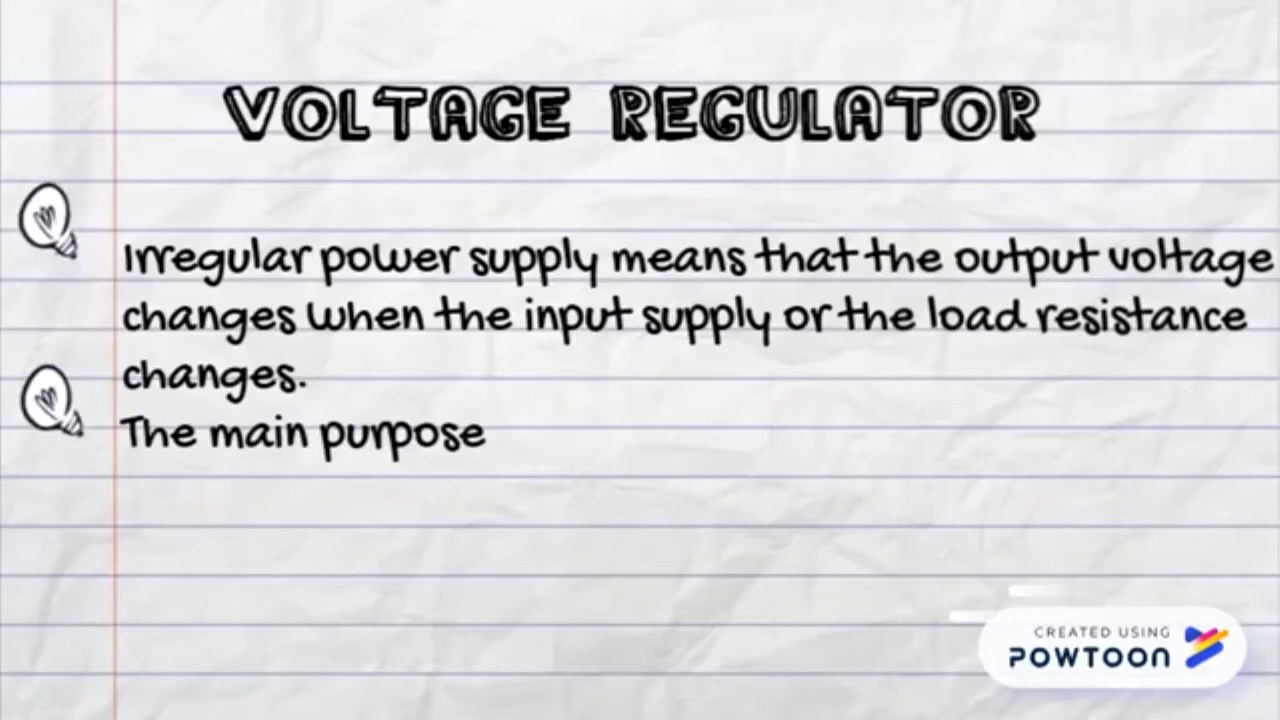 VOLTAGE REGULATOR
Irregular power supply means that the output voltage
changes when the input supply or the load resistance
changes.
The main purpose
CREATED USING
POWTOON